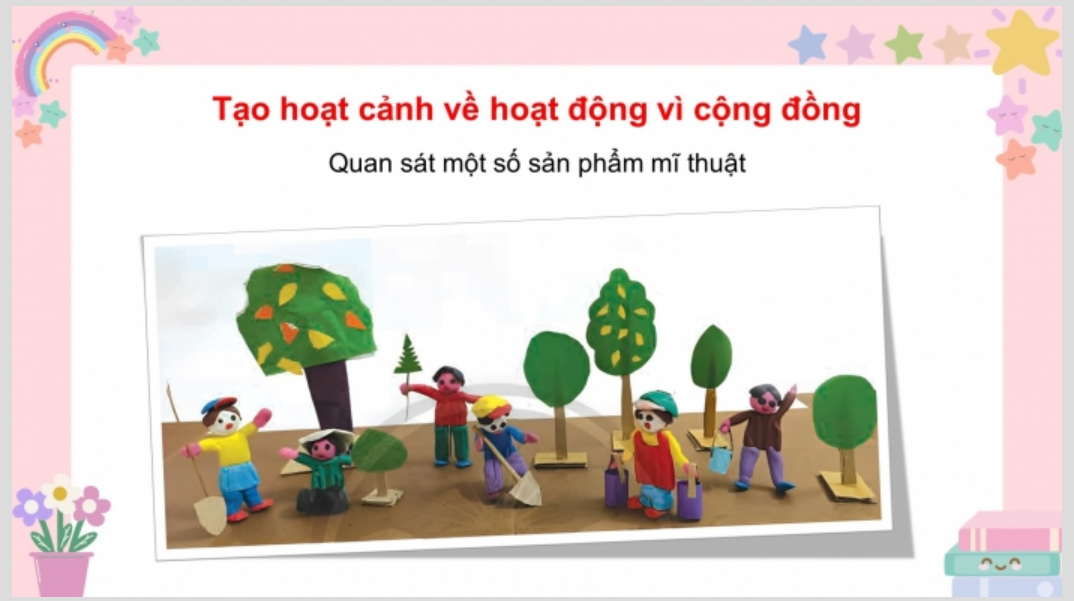 Tạo hoạt cảnh về hoạt động vì cộng đồng
Quan sát một số sản phẩm mĩ thuật